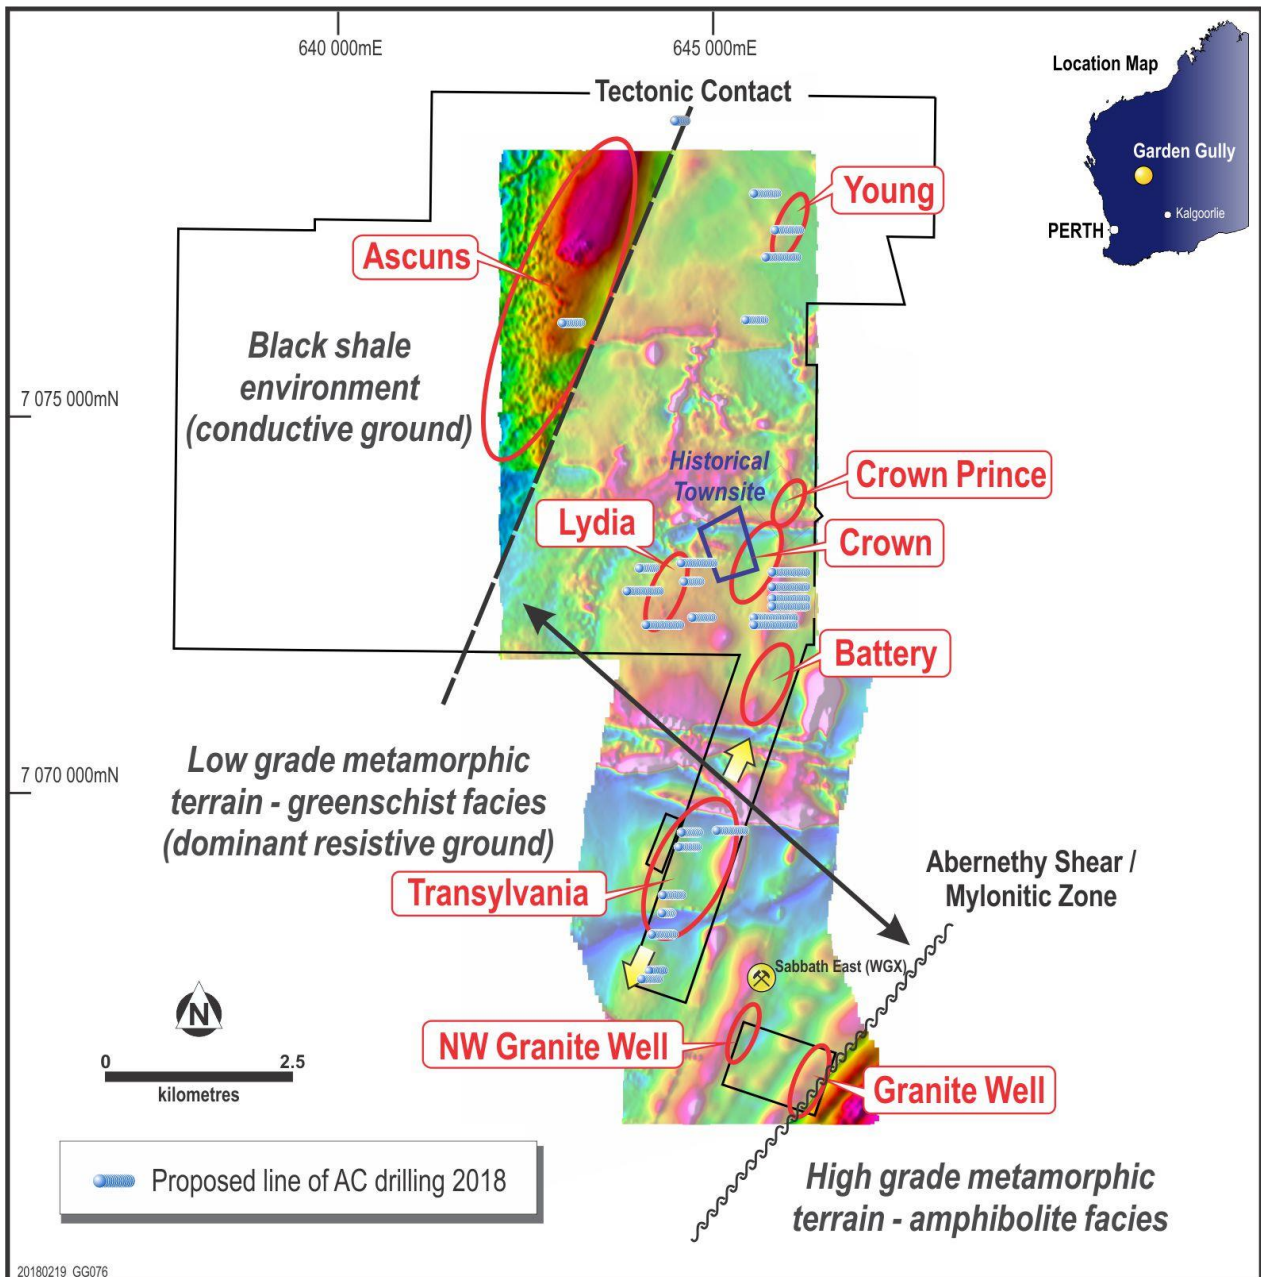 640 000mE
645 000mE
Tectonic Contact
Location Map
Garden Gully
Kalgoorlie
PERTH
Young
Ascuns
Black shale
environment
(conductive ground)
7 075 000mN
Historical
Townsite
Crown Prince
Lydia
Crown
Battery
7 070 000mN
Low grade metamorphic
terrain - greenschist facies
(dominant resistive ground)
Transylvania
Abernethy Shear /
Mylonitic Zone
Sabbath East (WGX)
N
NW Granite Well
Granite Well
0
2.5
kilometres
Proposed line of AC drilling 2018
High grade metamorphic
terrain - amphibolite facies
20180219_GG076